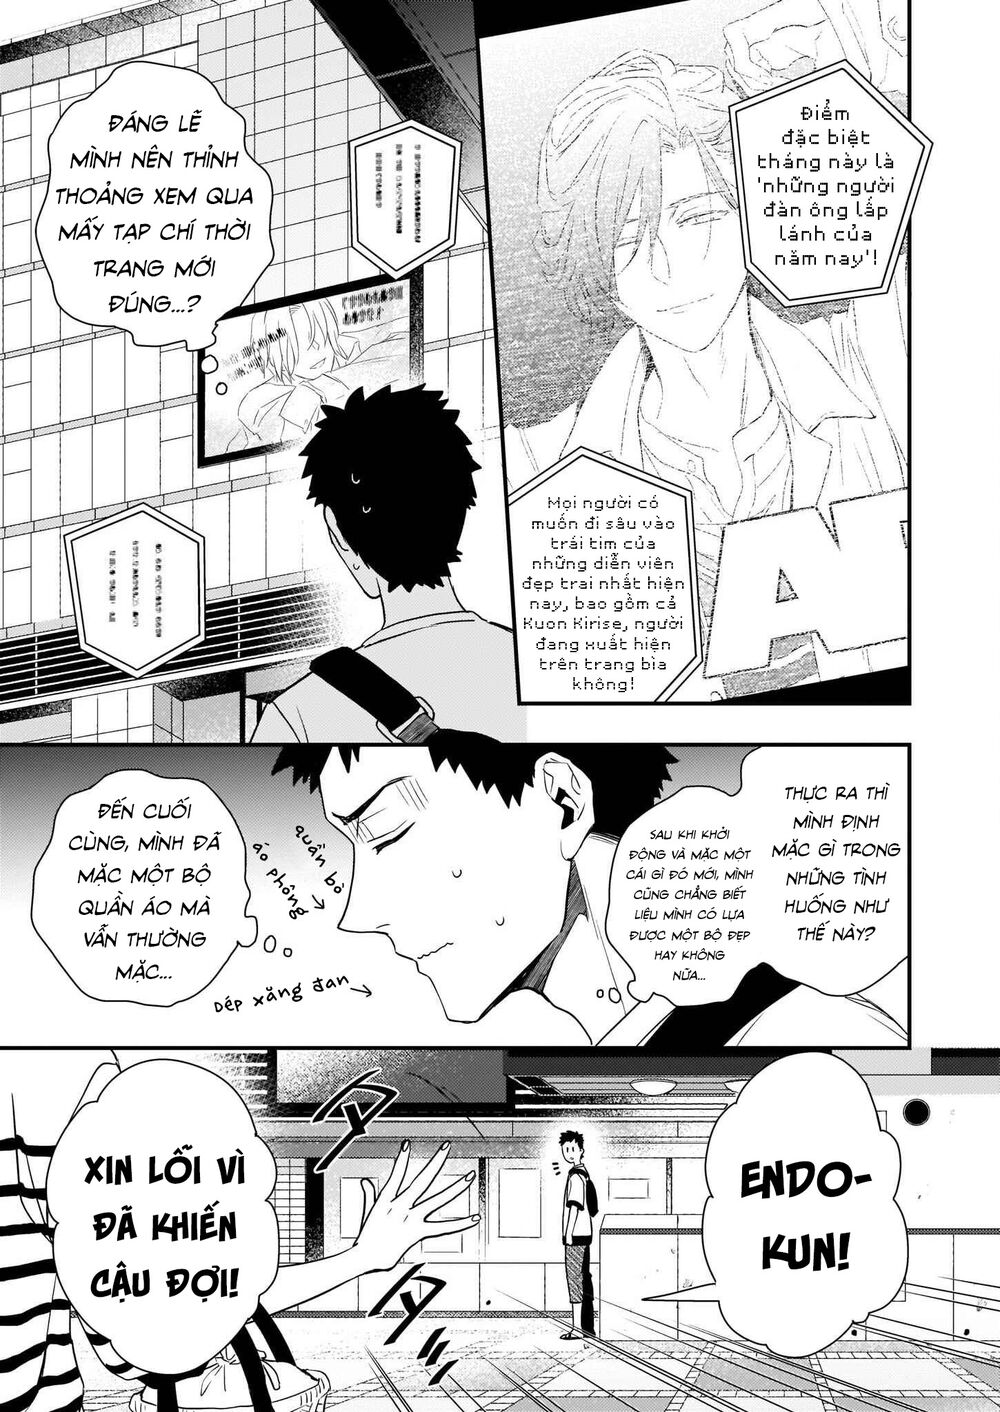 Điểm
đặc biệt
tháng này là
'những người
đàn ông lấp
lánh của
năm nay'!
Mọi người có
muốn đi sâu vào
trái tim của
những diễn viên
đẹp trai nhất hiện
nay, bao gồm cả
Kuon Kirise, người
đang xuất hiện
trên trang bìa
không!
ĐÁNG LẼ
MÌNH NÊN THỈNH
THOẢNG XEM QUA
MẤY TẠP CHÍ THỜI
TRANG MỚI
ĐÚNG...?
THỰC RA THÌ
MÌNH ĐỊNH
MẶC GÌ TRONG
NHỮNG TÌNH
HUỐNG NHƯ
THẾ NÀY?
SAU KHI KHỞI
ĐỘNG VÀ MẶC MỘT
CÁI GÌ ĐÓ MỚI, MÌNH
CŨNG CHẲNG BIẾT
LIỆU MÌNH CÓ LỰA
ĐƯỢC MỘT BỘ ĐẸP
HAY KHÔNG
NỮA...
quần bò
áo phông
Dép xăng đan
ĐẾN CUỐI
CÙNG, MÌNH ĐÃ
MẶC MỘT BỘ
QUẦN ÁO MÀ
VẪN THƯỜNG
MẶC...
ENDO-
KUN!
XIN LỖI VÌ
ĐÃ KHIẾN
CẬU ĐỢI!